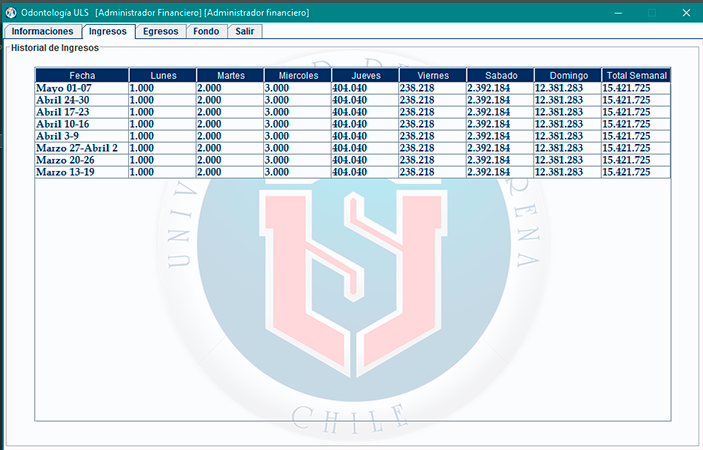 Odontología ULS [Administrador Financiero] [Administrador financiero]
Informaciones Ingresos Egresos Fondo Salir
Historial de Ingresos
Fecha Lunes Martes Miercoles Jueves Viernes Sabado Domingo Total Semanal
Mayo 01-07 1.000 2.000 3.000 404.040 238.218 2.392.184 12.381.283 15.421.725
Abril 24-30 1.000 2.000 3.000 404.040 238.218 2.392.184 12.381.283 15.421.725
Abril 17-23 1.000 2.000 3.000 404.040 238.218 2.392.184 12.381.283 15.421.725
Abril 10-16 1.000 2.000 3.000 404.040 238.218 2.392.184 12.381.283 15.421.725
Abril 3-9 1.000 2.000 3.000 404.040 238.218 2.392.184 12.381.283 15.421.725
Marzo 27-Abril 2 1.000 2.000 3.000 404.040 238.218 2.392.184 12.381.283 15.421.725
Marzo 20-26 1.000 2.000 3.000 404.040 238.218 2.392.184 12.381.283 15.421.725
Marzo 13-19 1.000 2.000 3.000 404.040 238.218 2.392.184 12.381.283 15.421.725
CHILE